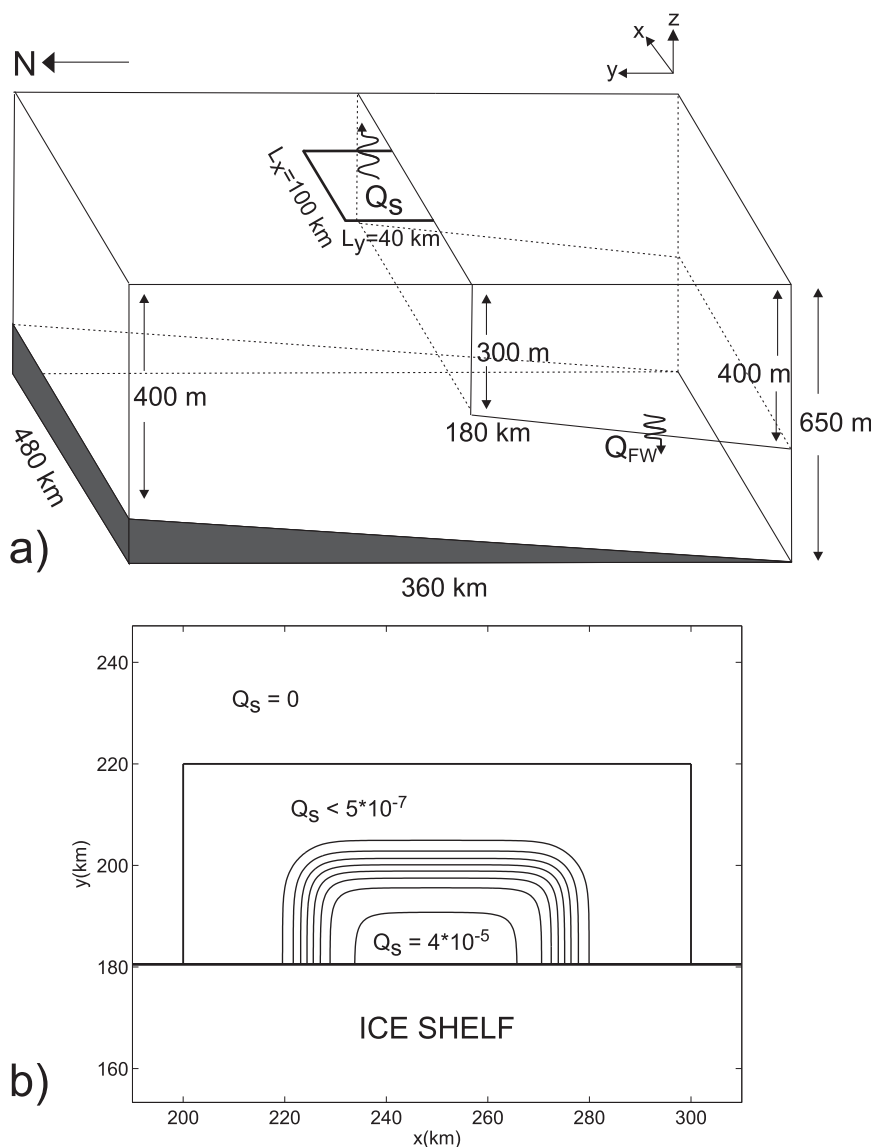 N
x
z
y
Lx=100 km
Qs
Ly=40 km
400 m
300 m
400 m
650 m
180 km
QFW
480 km
360 km
a)
240
220
200
180
160
y(km)
Qs = 0
Qs < 5*10-7
Qs = 4*10-5
ICE SHELF
b)
200
220
240
260
280
300
x(km)